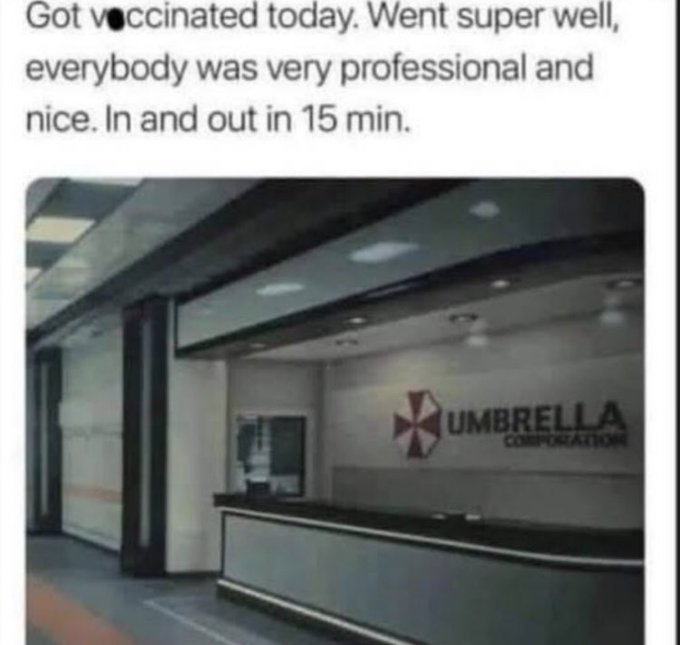 Got vaccinated today. Went super well,
everybody was very professional and
nice. In and out in 15 min.
UMBRELLA
CORPORATION